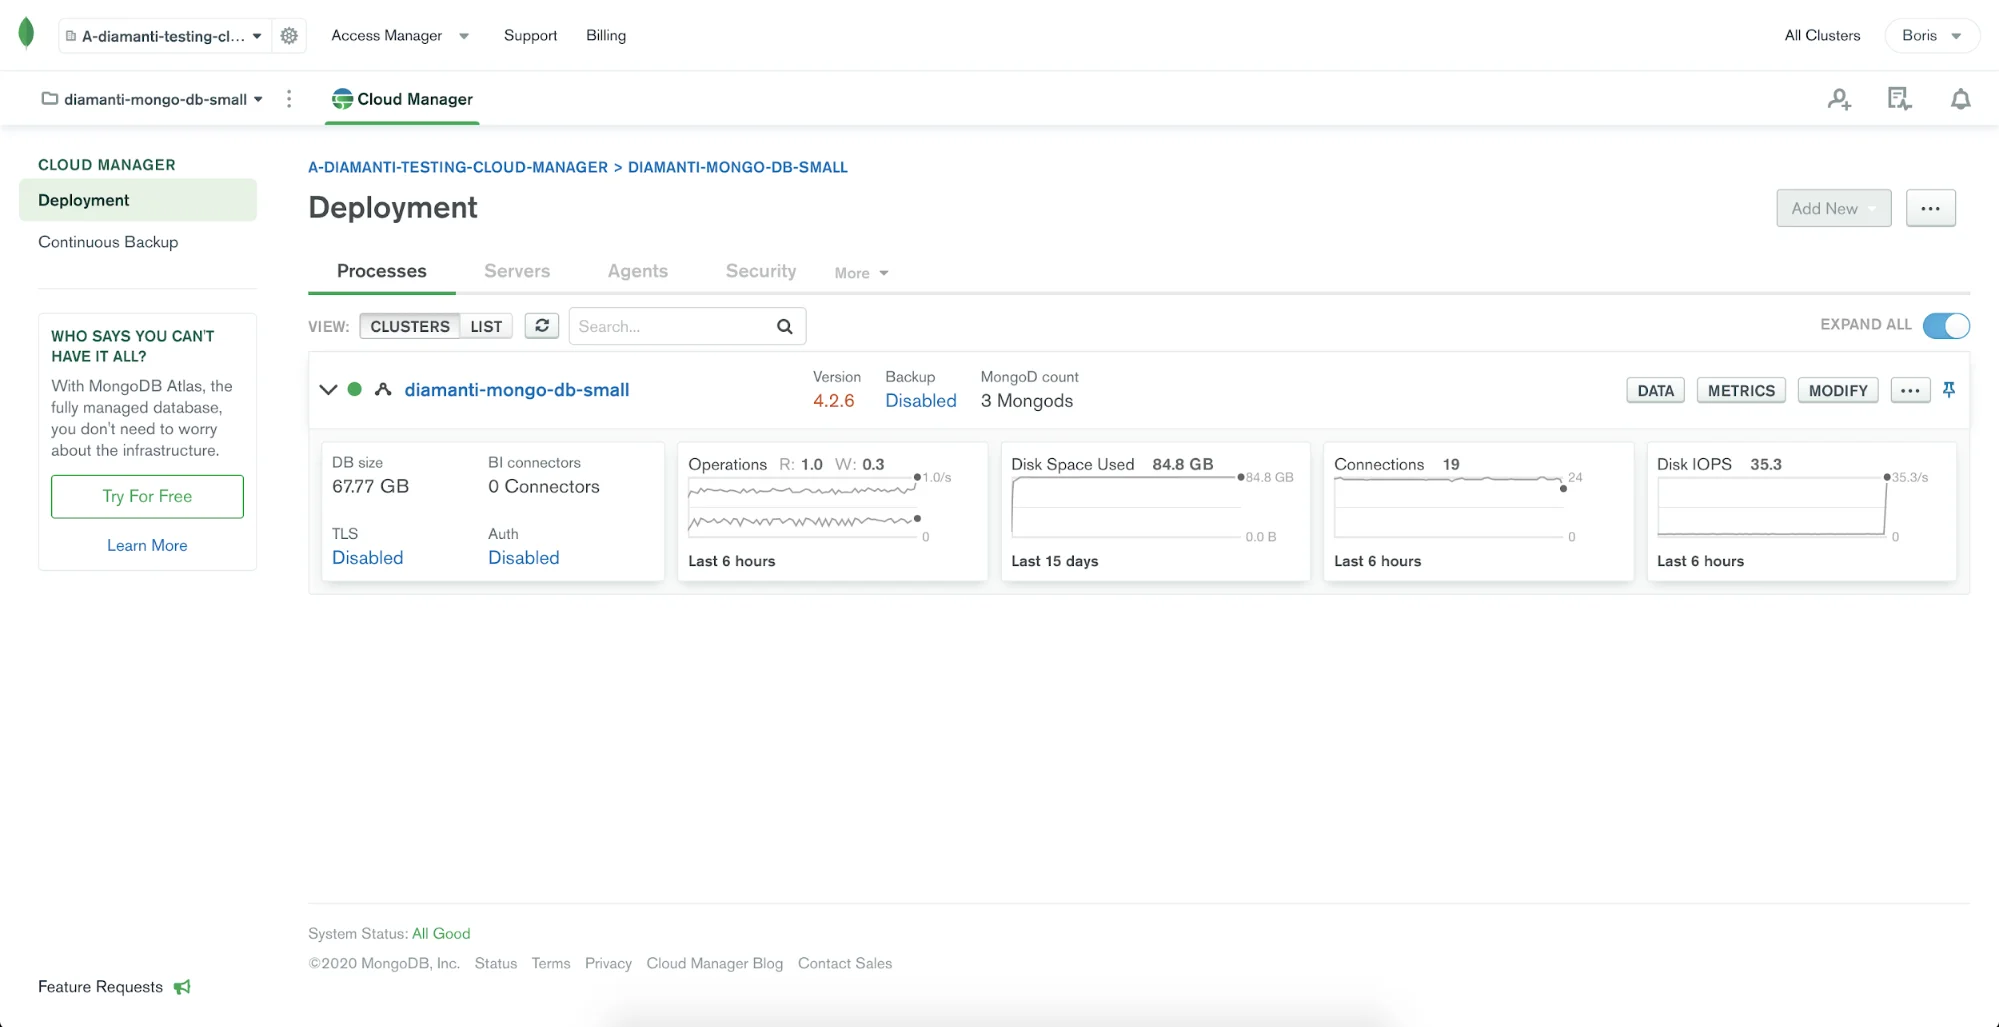 A-diamanti-testing-cl... Access Manager Support Billing All Clusters Boris
diamanti-mongo-db-small Cloud Manager
CLOUD MANAGER
Deployment
Continuous Backup
WHO SAYS YOU CAN'T
HAVE IT ALL?
With MongoDB Atlas, the
fully managed database,
you don't need to worry
about the infrastructure.
Try For Free
Learn More
Feature Requests
A-DIAMANTI-TESTING-CLOUD-MANAGER > DIAMANTI-MONGO-DB-SMALL
Deployment
Add New
Processes Servers Agents Security More
VIEW: CLUSTERS LIST Search... EXPAND ALL
diamanti-mongo-db-small
Version
4.2.6
Backup
Disabled
MongoD count
3 Mongods
DATA METRICS MODIFY
DB size
67.77 GB
BI connectors
0 Connectors
TLS
Disabled
Auth
Disabled
Operations R: 1.0 W: 0.3
1.0/s
0
Last 6 hours
Disk Space Used 84.8 GB
84.8 GB
0.0 B
Last 15 days
Connections 19
24
0
Last 6 hours
Disk IOPS 35.3
35.3/s
0
Last 6 hours
System Status: All Good
©2020 MongoDB, Inc. Status Terms Privacy Cloud Manager Blog Contact Sales